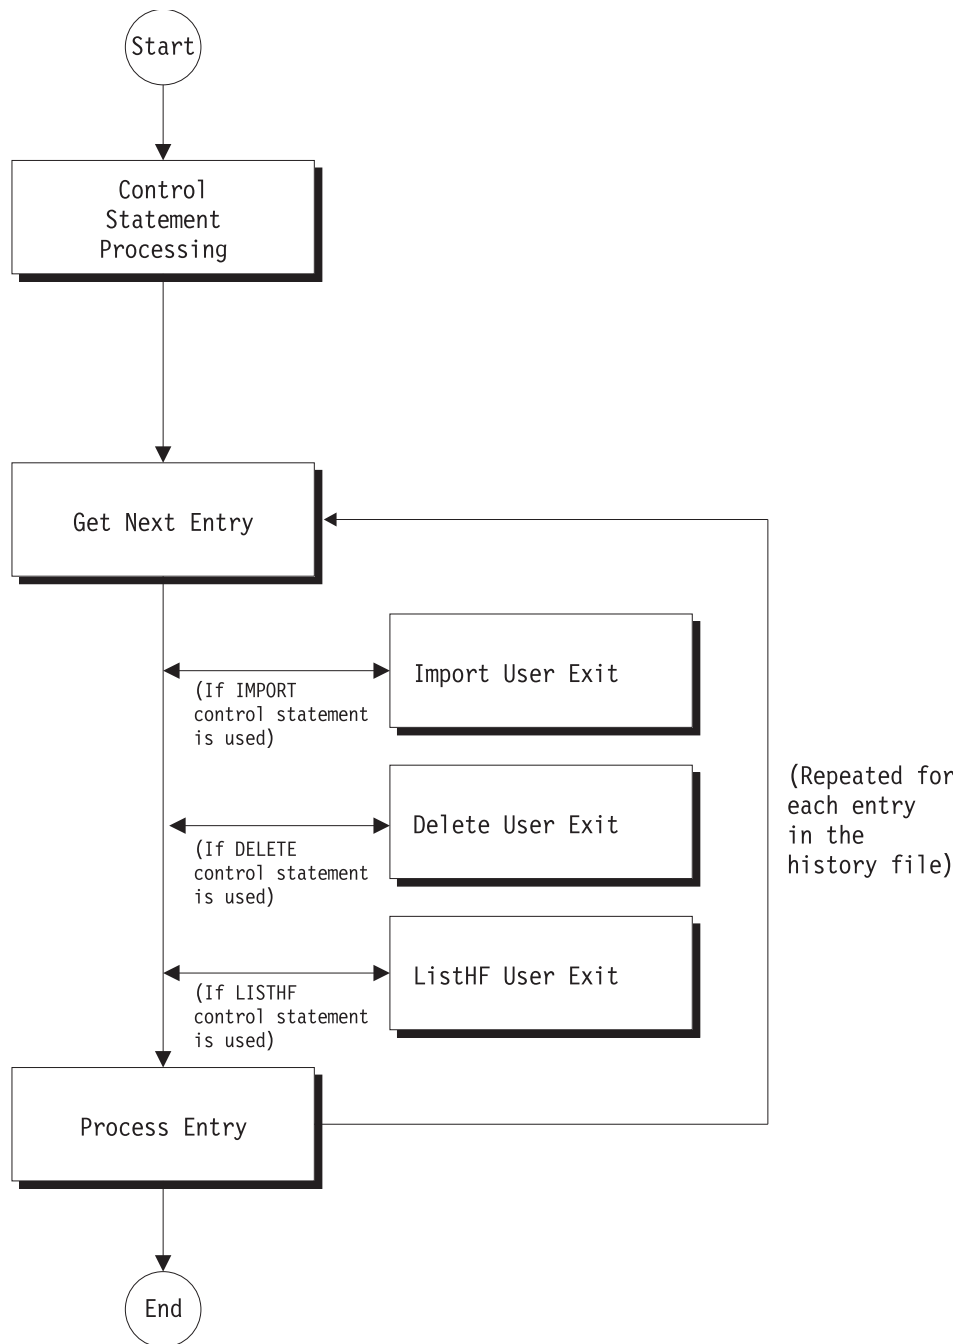 Start
Control
Statement
Processing
Get Next Entry
Import User Exit
(If IMPORT
control statement
is used)
(Repeated for
each entry
in the
history file)
Delete User Exit
(If DELETE
control statement
is used)
ListHF User Exit
(If LISTHF
control statement
is used)
Process Entry
End